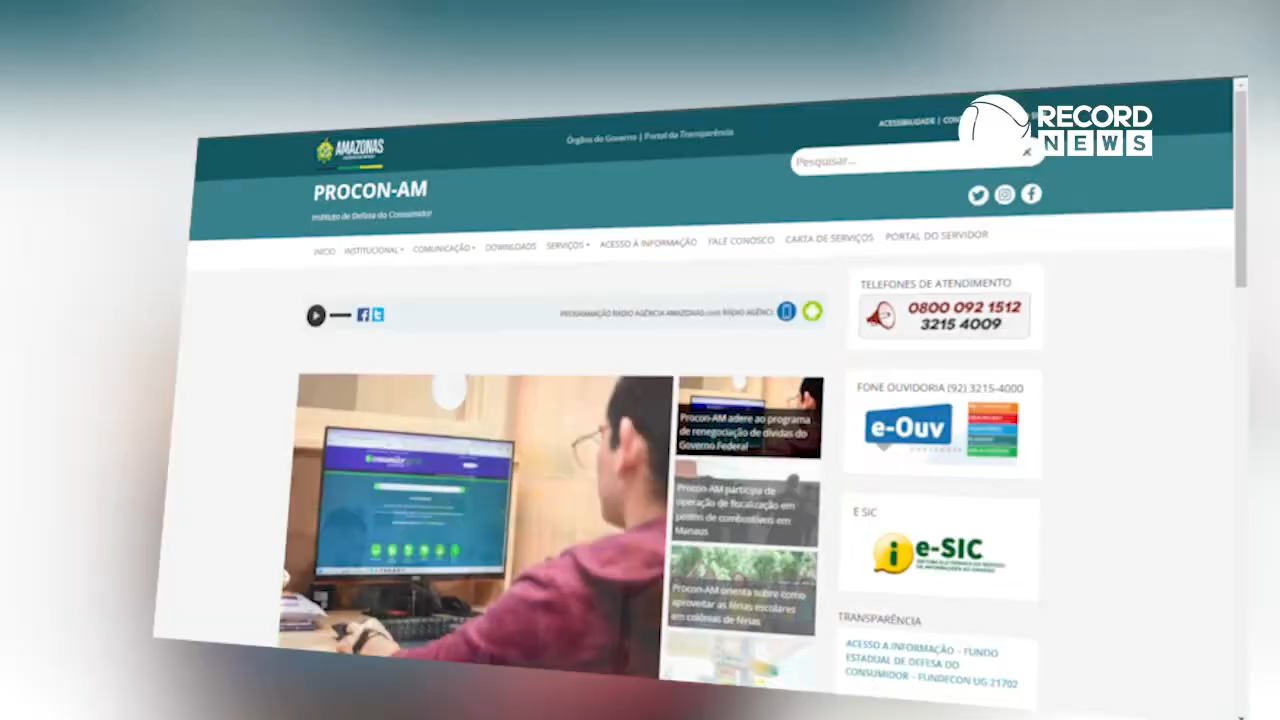 RECORD
NEWS
AMAZONAS
Órgãos do Governo | Portal da Transparência
ACESSIBILIDADE |
Pesquisar...
PROCON-AM
Instituto de Defesa do Consumidor
INÍCIO INSTITUCIONAL COMUNICAÇÃO DOWNLOADS SERVIÇOS ACESSO À INFORMAÇÃO FALE CONOSCO CARTA DE SERVIÇOS PORTAL DO SERVIDOR
PROGRAMAÇÃO RÁDIO AGÊNCIA AMAZONAS
TELEFONES DE ATENDIMENTO
0800 092 1512
3215 4009
FONE OUVIDORIA (92) 3215-4000
e-Ouv
Procon-AM adere ao programa
de renegociação de dívidas do
Governo Federal
Procon-AM participa de
operação de fiscalização em
postos de combustíveis em
Manaus
Procon-AM orienta sobre como
aproveitar as férias escolares
em colônias de férias
E SIC
e-SIC
TRANSPARÊNCIA
ACESSO A INFORMAÇÃO – FUNDO
ESTADUAL DE DEFESA DO
CONSUMIDOR – FUNDECON UG 21702